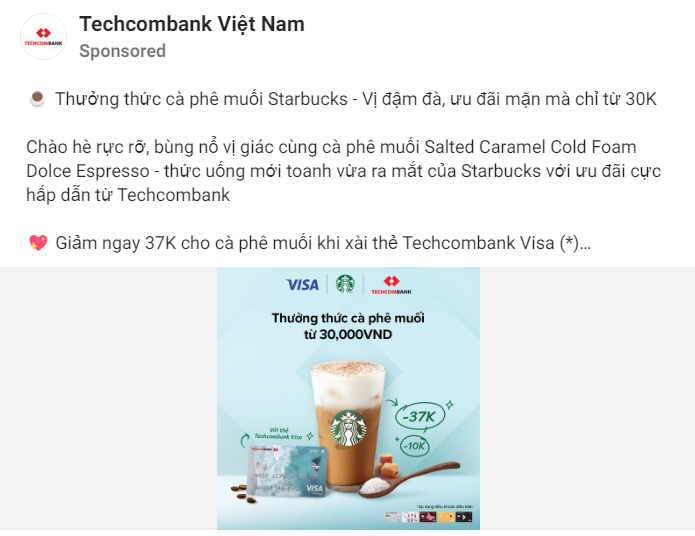 Techcombank Việt Nam
Sponsored
Thưởng thức cà phê muối Starbucks - Vị đậm đà, ưu đãi mặn mà chỉ từ 30K
Chào hè rực rỡ, bùng nổ vị giác cùng cà phê muối Salted Caramel Cold Foam
Dolce Espresso - thức uống mới toanh vừa ra mắt của Starbucks với ưu đãi cực
hấp dẫn từ Techcombank
Giảm ngay 37K cho cà phê muối khi xài thẻ Techcombank Visa (*)...
VISA
TECHCOMBANK
Thưởng thức cà phê muối
từ 30,000VND
-37K
-10K
Với thẻ
Techcombank Visa
TECHCOMBANK
VISA
*Áp dụng điều khoản điều kiện